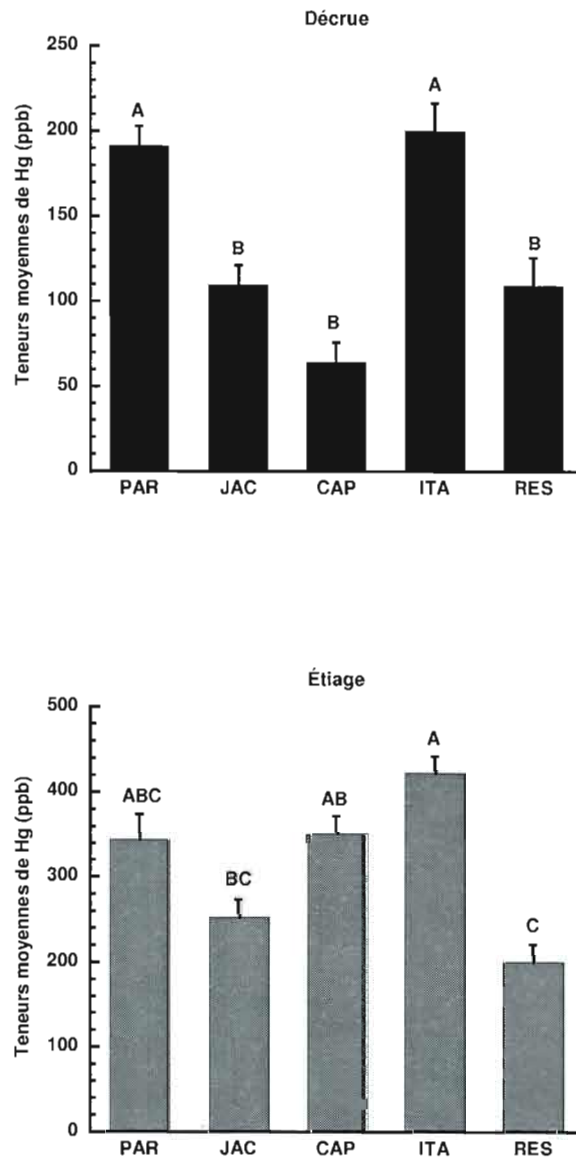 Décrue
Teneurs moyennes de Hg (ppb)
250
200
150
100
50
0
A
B
B
A
B
PAR JAC CAP ITA RES
Étiage
Teneurs moyennes de Hg (ppb)
500
400
300
200
100
0
ABC
BC
AB
A
C
PAR JAC CAP ITA RES